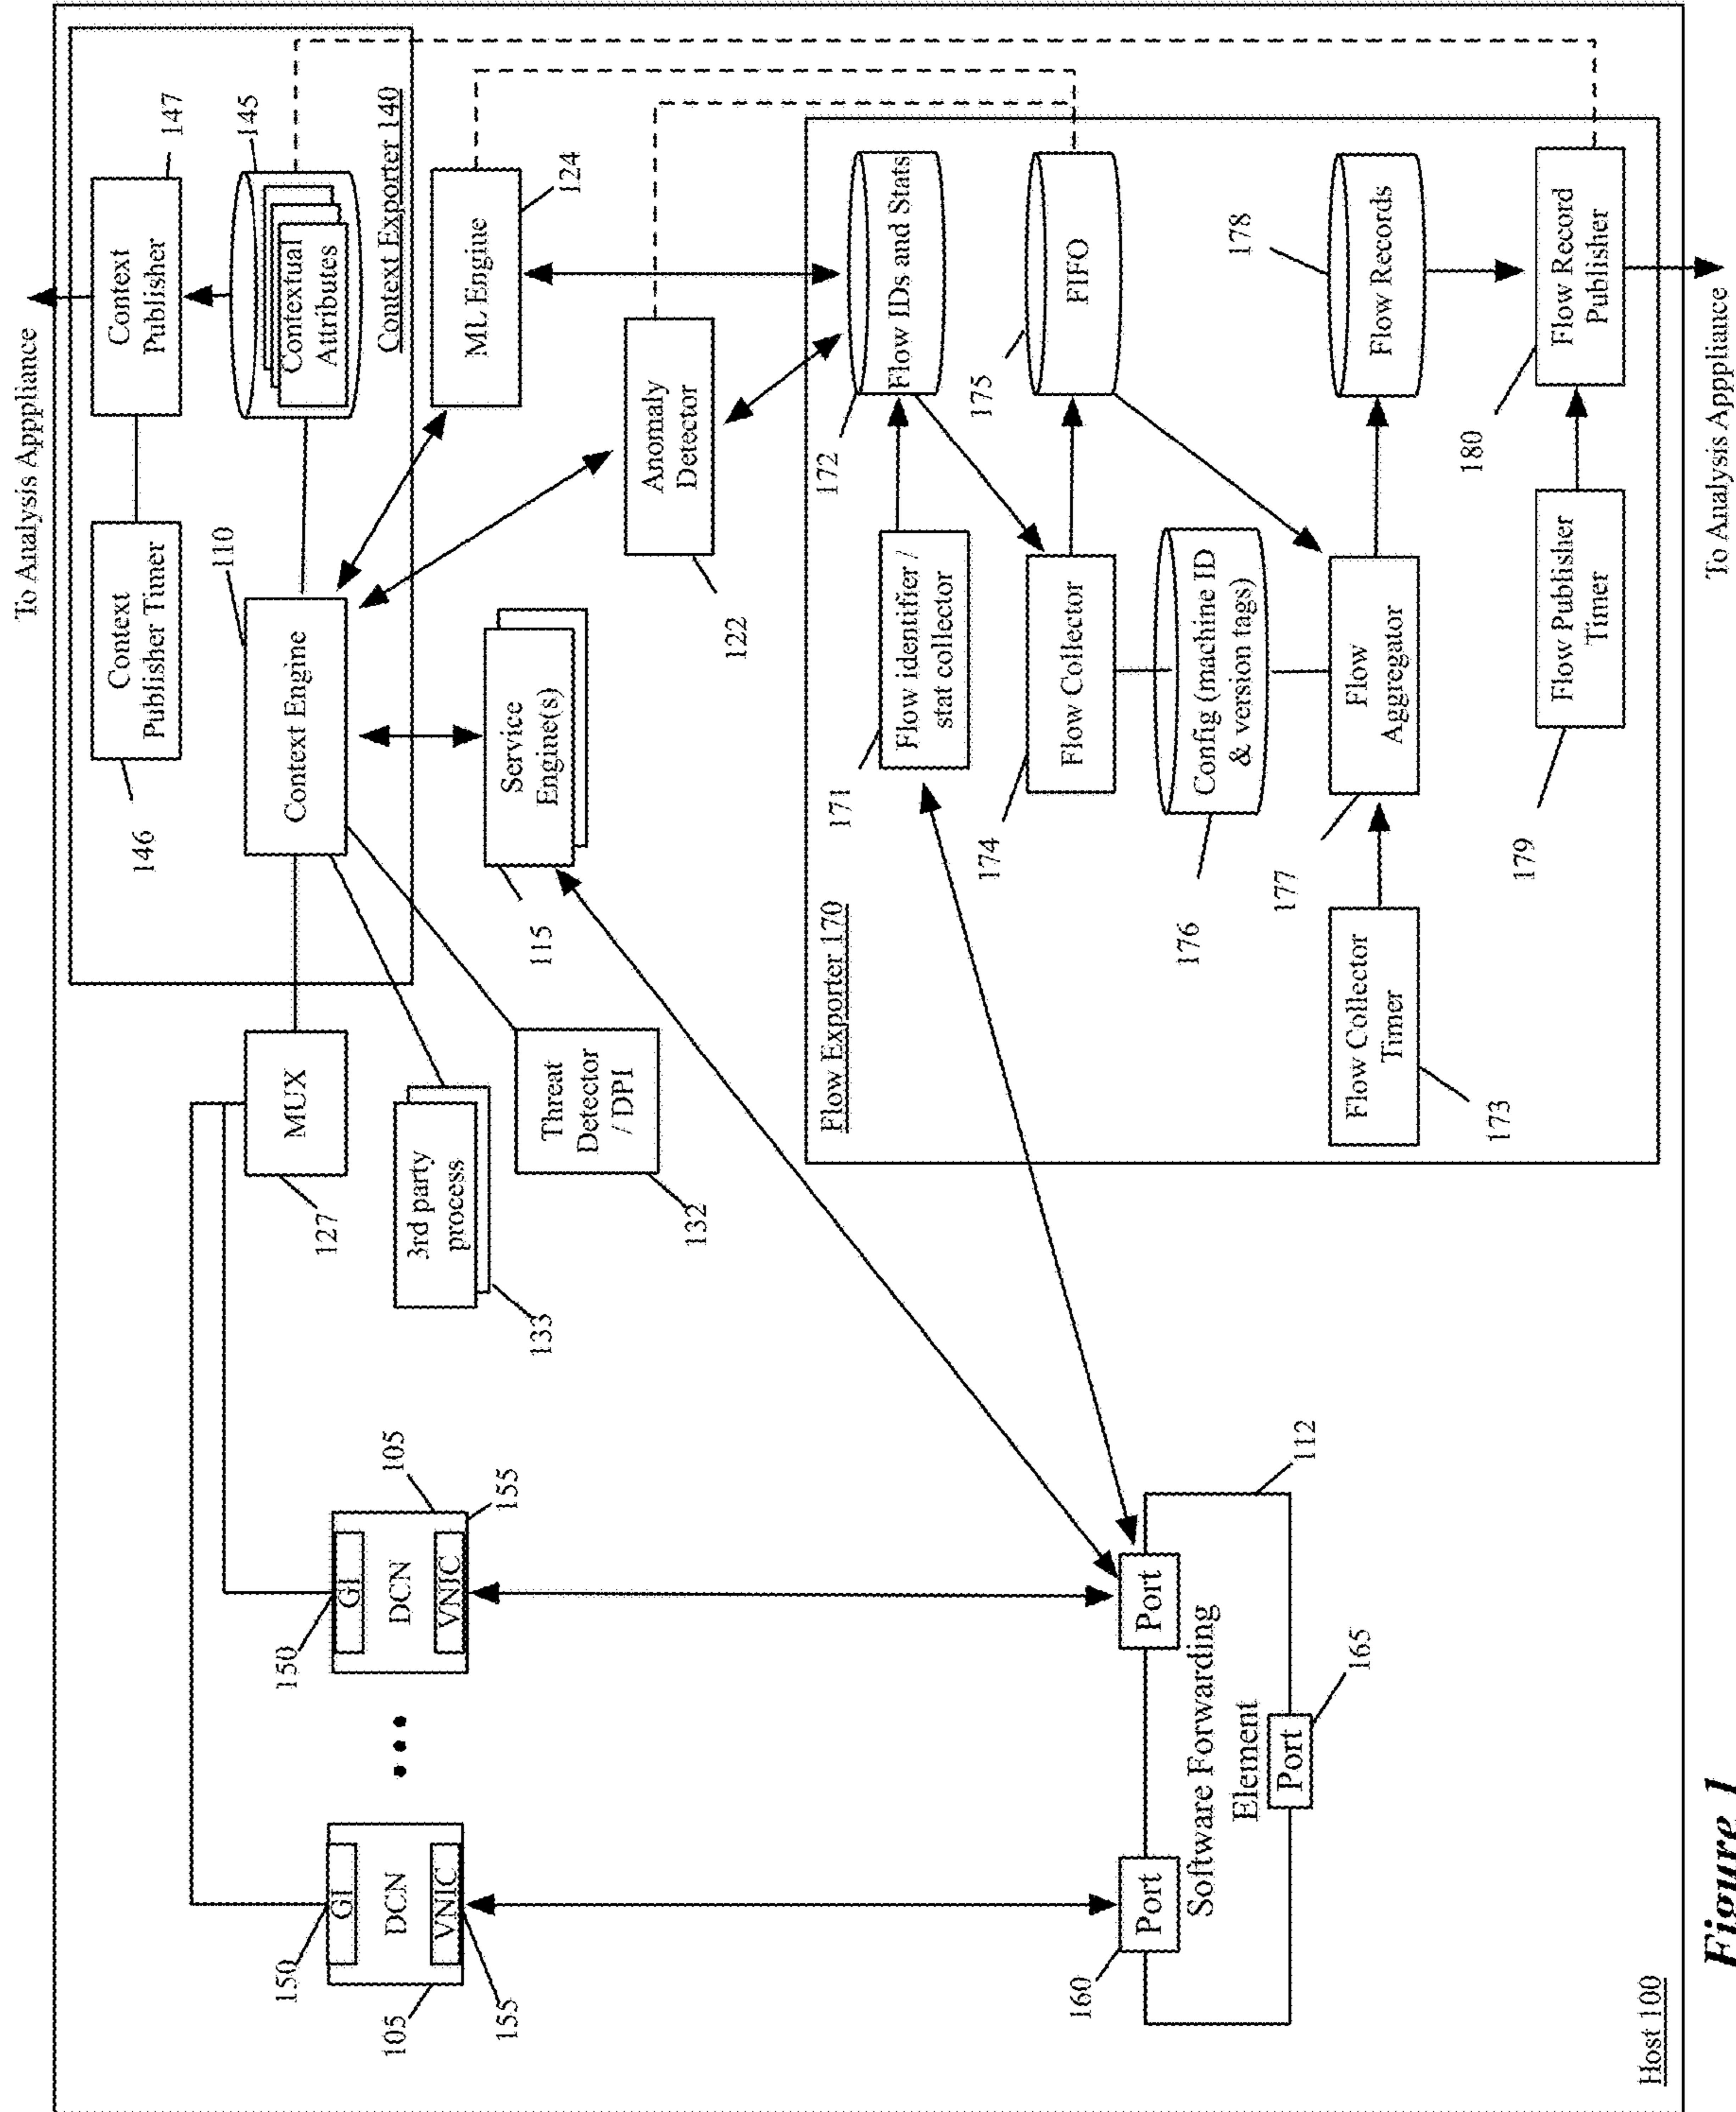 To Analysis Apppliance
Context
Publisher Timer
146
Context
Publisher
147
110
Context Engine
Contextual
Attributes
145
Context Exporter 140
MUX
127
3rd party
process
133
Threat
Detector
/ DPI
132
Service
Engine(s)
115
Anomaly
Detector
122
ML Engine
124
150
GI
DCN
VNIC
105
155
150
GI
DCN
VNIC
105
155
160
Port
Port
Software Forwarding
Element
Port
165
112
Flow Exporter 170
171
Flow identifier /
stat collector
172
Flow IDs and Stats
174
Flow Collector
175
FIFO
176
Config (machine ID
& version tags)
173
Flow Collector
Timer
177
Flow
Aggregator
178
Flow Records
179
Flow Publisher
Timer
180
Flow Record
Publisher
To Analysis Apppliance
Host 100
Figure 1